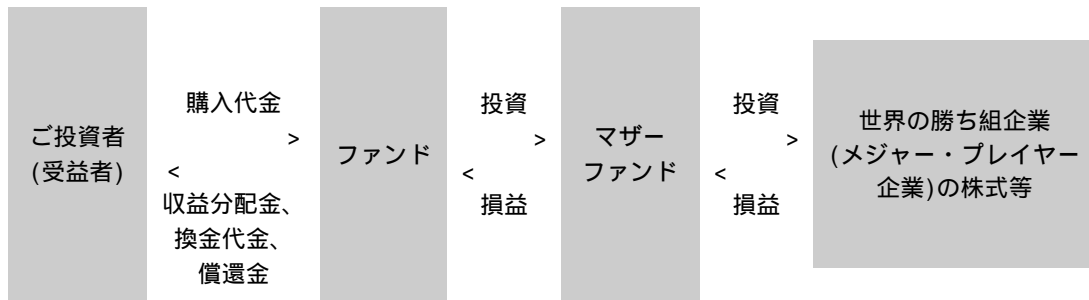 ご投資者
(受益者)
購入代金
>
<
収益分配金、
換金代金、
償還金
ファンド
投資
>
<
損益
マザー
ファンド
投資
>
<
損益
世界の勝ち組企業
(メジャー・プレイヤー
企業)の株式等